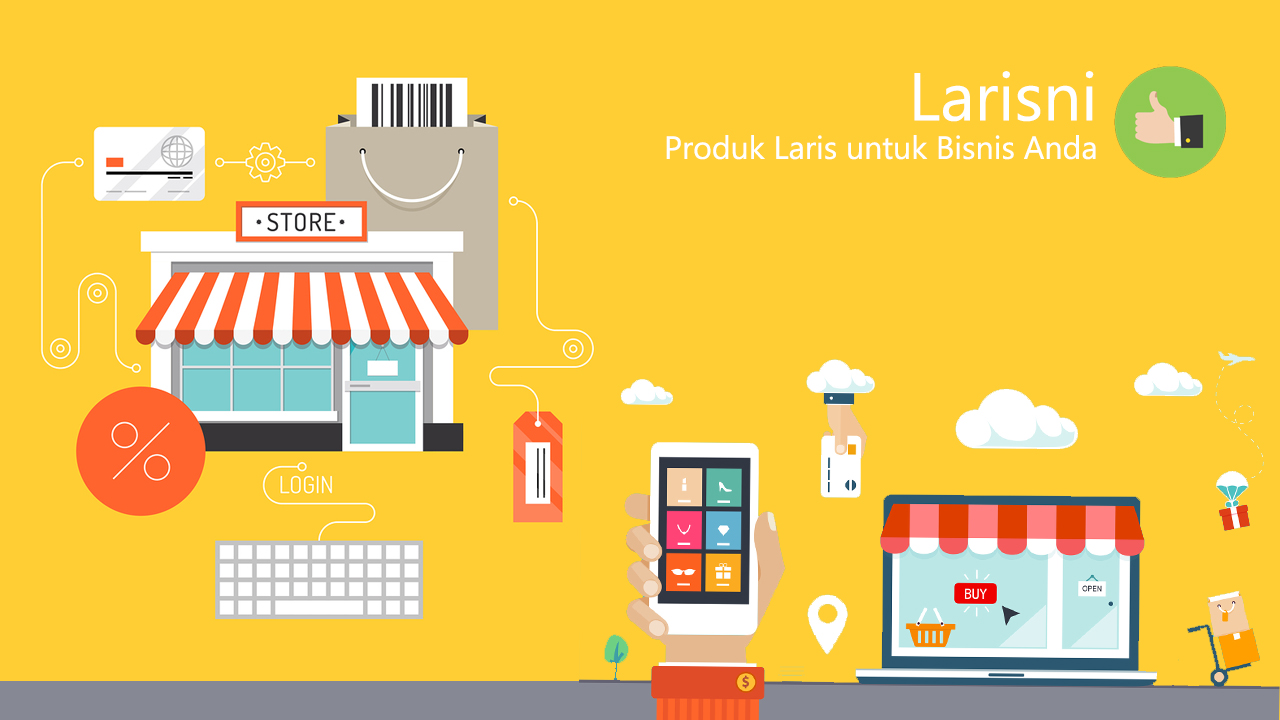 Larisni
Produk Laris untuk Bisnis Anda
·STORE·
%
LOGIN
BUY
OPEN
$